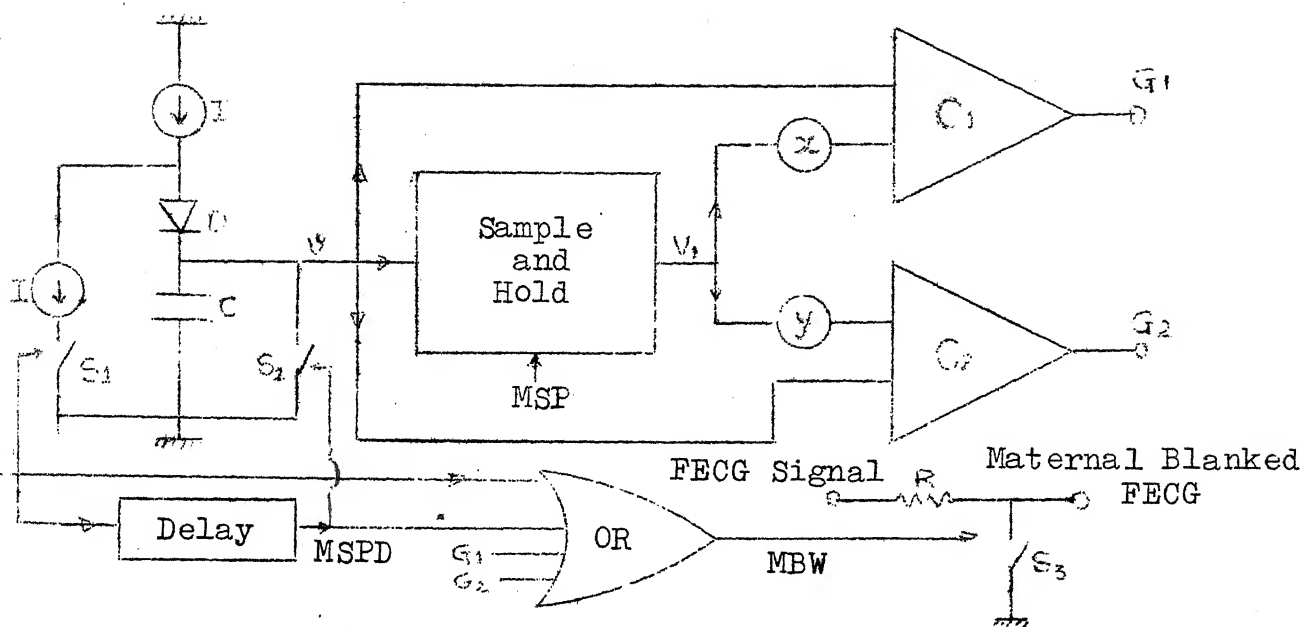 G1
I
C1
x
D
Sample
and
Hold
v
V1
I
C
y
G2
C2
S1
S2
MSP
FECG Signal
Maternal Blanked
FECG
R
Delay
MSPD
OR
G1
G2
MBW
S3